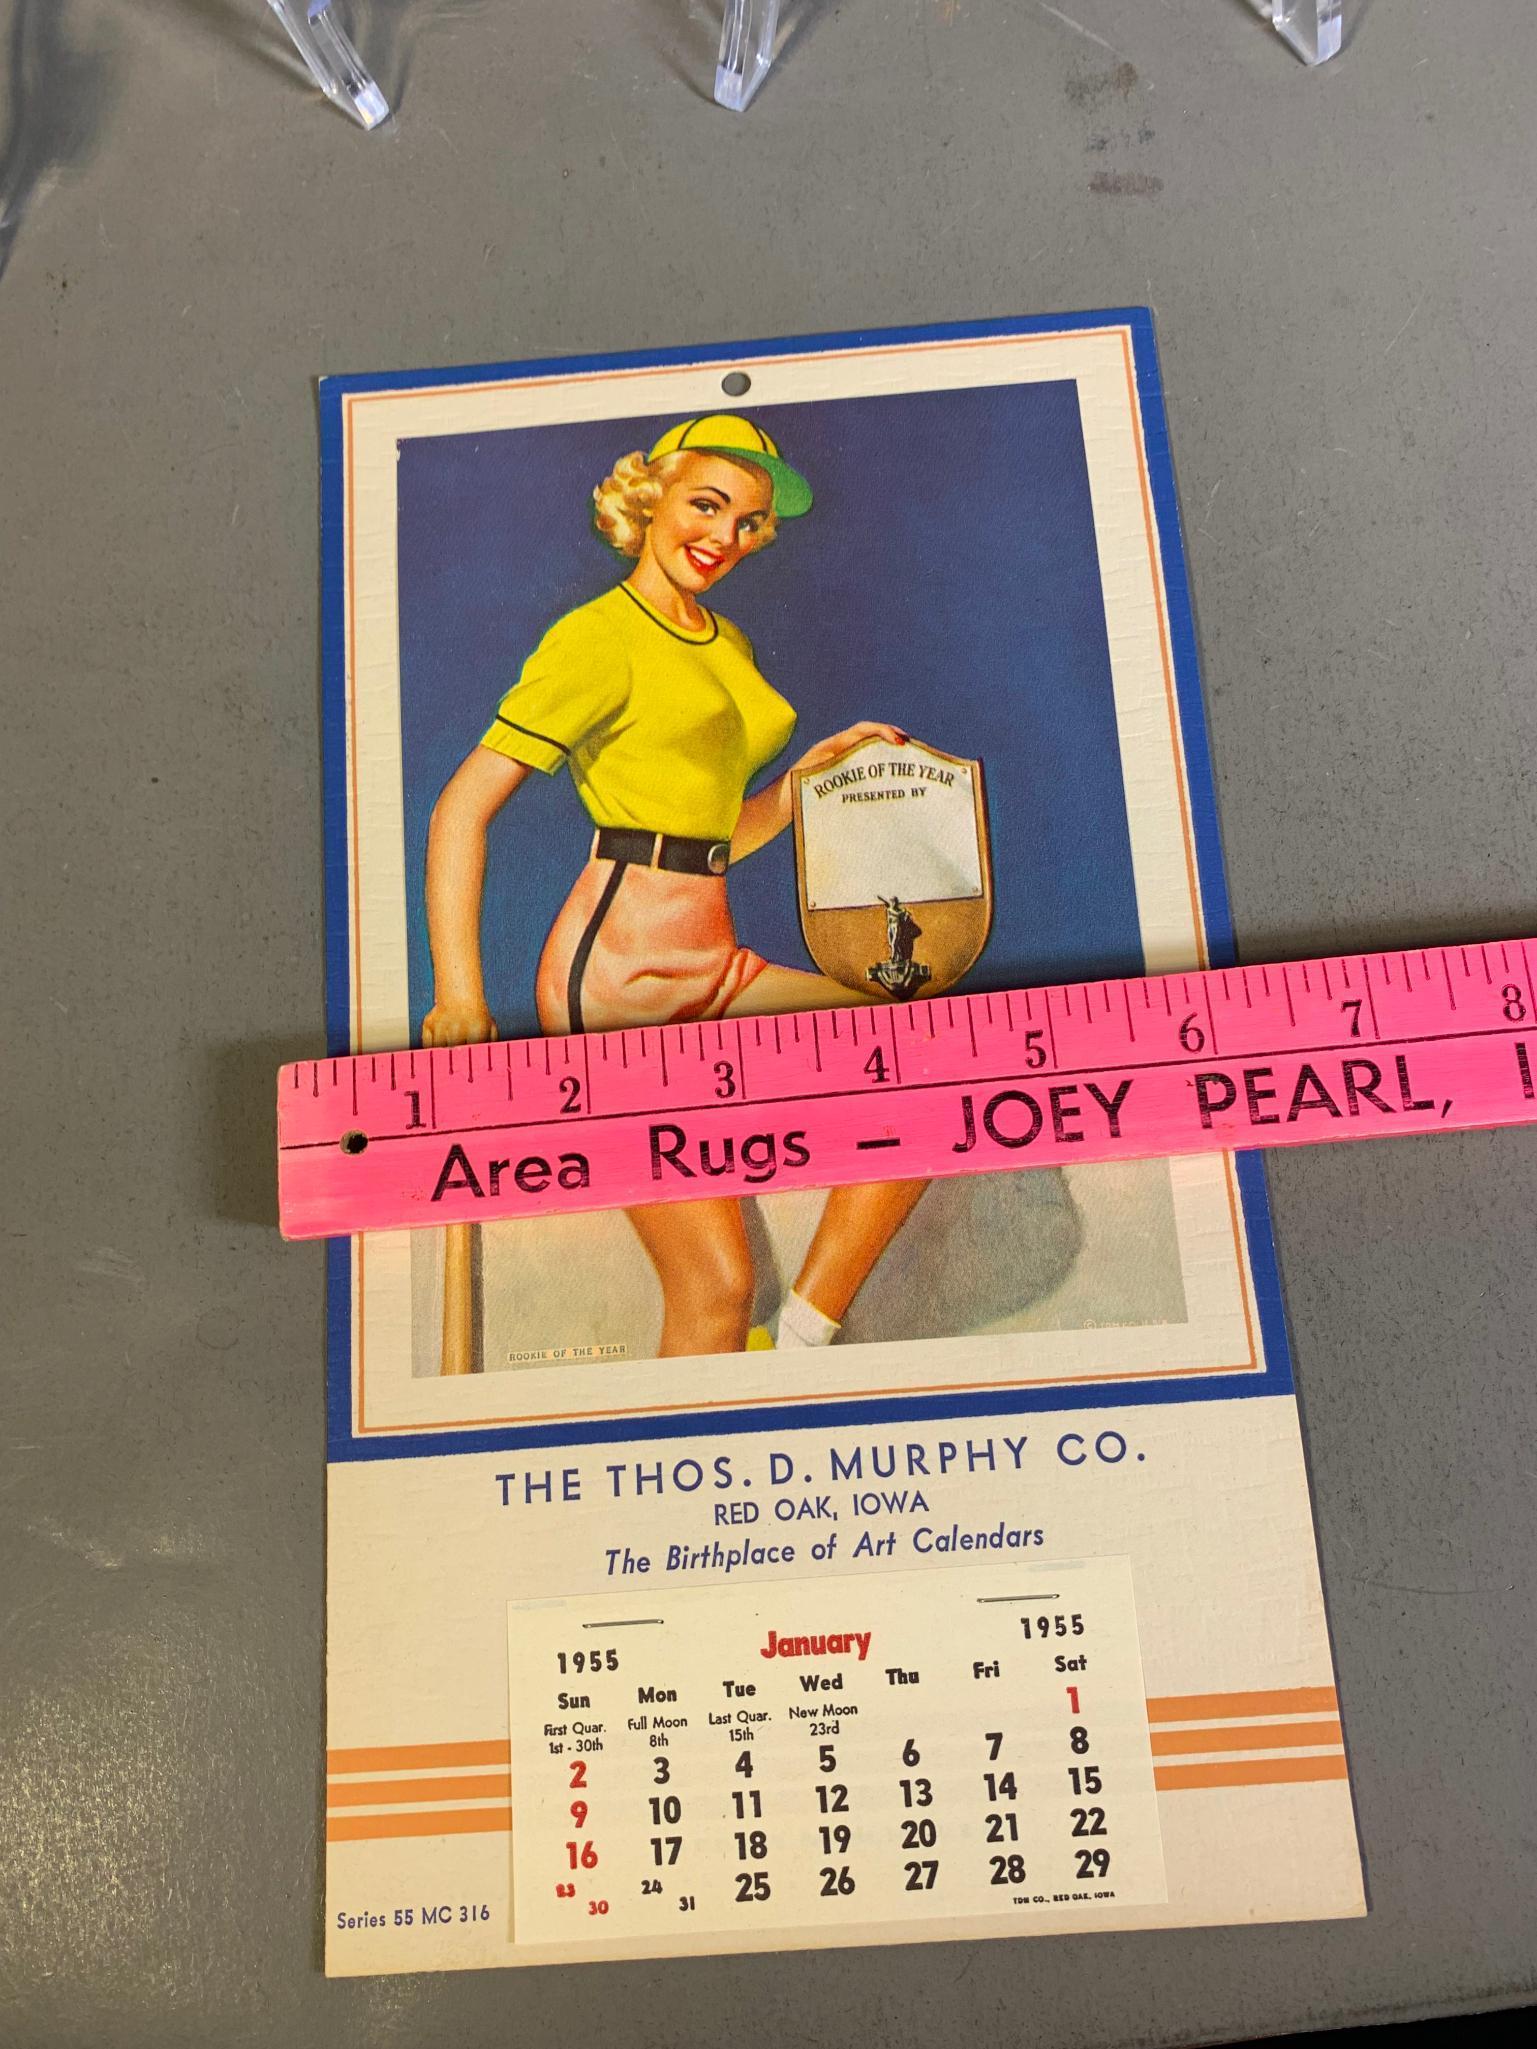 ROOKIE OF THE YEAR
PRESENTED BY
1 2 3 4 5 6 7 8
Area Rugs – JOEY PEARL,
ROOKIE OF THE YEAR
THE THOS. D. MURPHY CO.
RED OAK, IOWA
The Birthplace of Art Calendars
1955 January 1955
Sun Mon Tue Wed Thu Fri Sat
First Quar. Full Moon Last Quar. New Moon 1
1st - 30th 8th 15th 23rd
2 3 4 5 6 7 8
9 10 11 12 13 14 15
16 17 18 19 20 21 22
23 24 25 26 27 28 29
30 31
TDM CO., RED OAK, IOWA
Series 55 MC 316